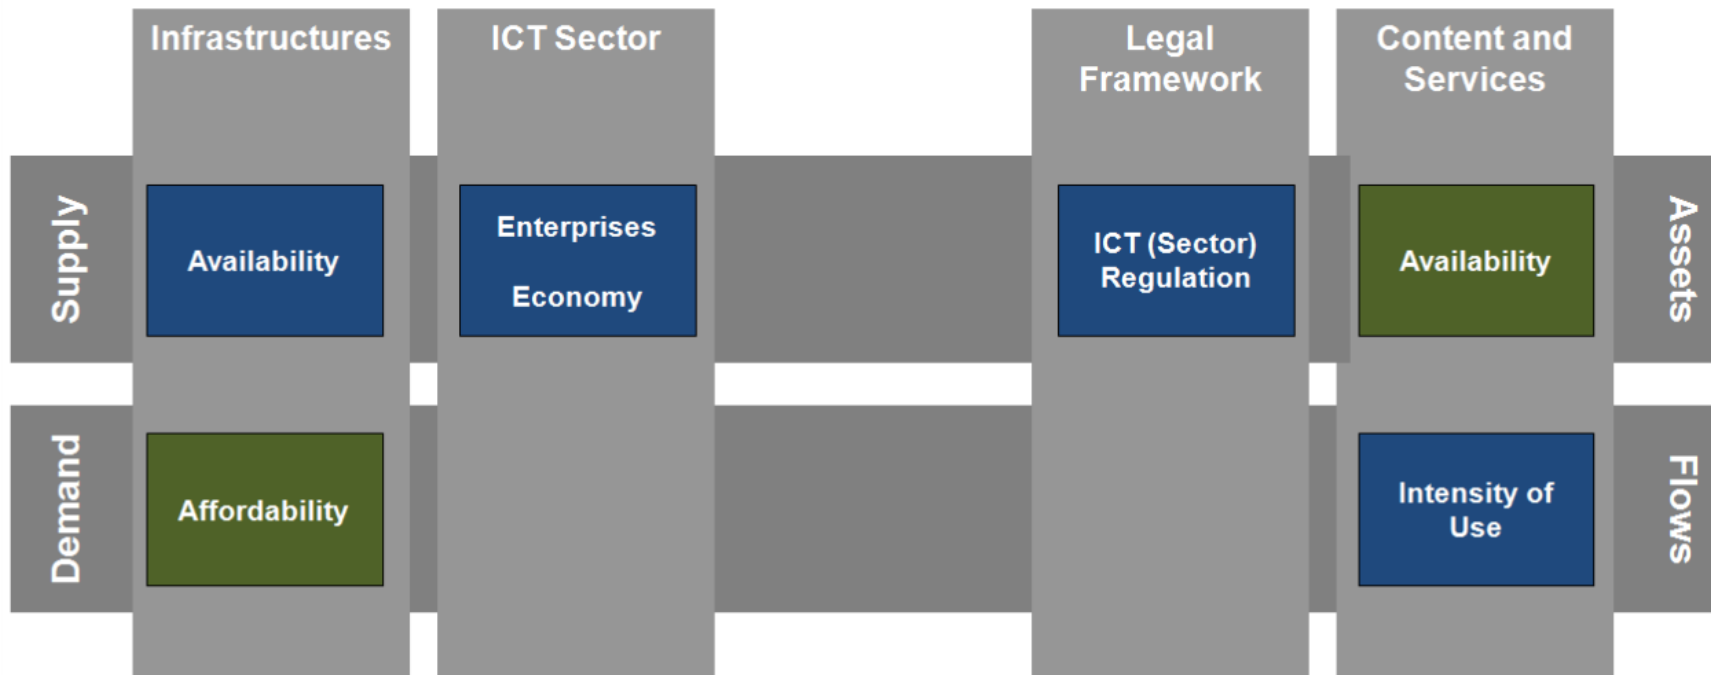 Infrastructures
ICT Sector
Legal
Framework
Content and
Services
Supply
Availability
Enterprises
Economy
ICT (Sector)
Regulation
Availability
Assets
Demand
Affordability
Intensity of
Use
Flows